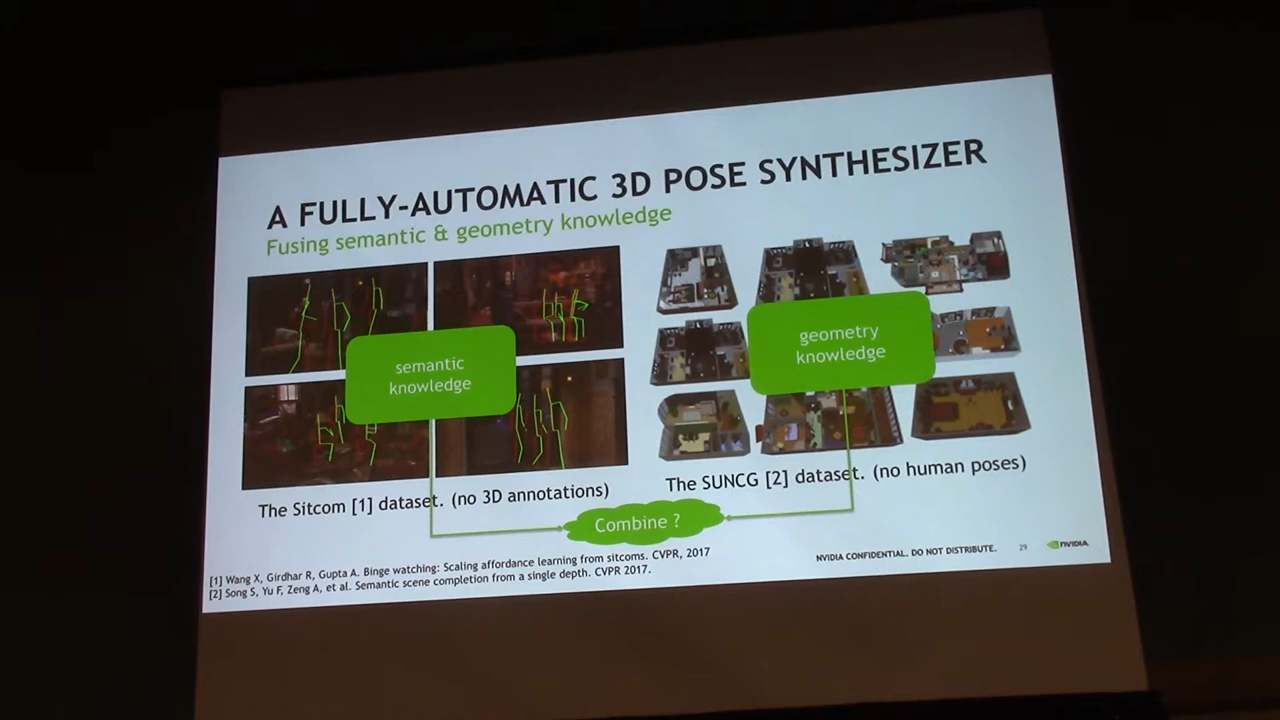 A FULLY-AUTOMATIC 3D POSE SYNTHESIZER
Fusing semantic & geometry knowledge
semantic
knowledge
geometry
knowledge
The Sitcom [1] dataset. (no 3D annotations)
The SUNCG [2] dataset. (no human poses)
Combine ?
[1] Wang X, Girdhar R, Gupta A. Binge watching: Scaling affordance learning from sitcoms. CVPR, 2017
[2] Song S, Yu F, Zeng A, et al. Semantic scene completion from a single depth. CVPR 2017.
NVIDIA CONFIDENTIAL. DO NOT DISTRIBUTE.
29
NVIDIA